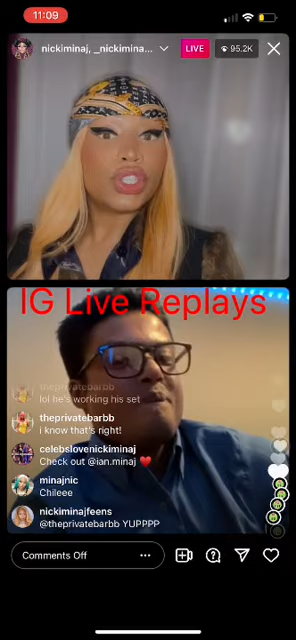 11:09
nickiminaj, _nickimina...
LIVE
95.2K
IG Live Replays
theprivatebarbb
lol he's working his set
theprivatebarbb
i know that's right!
celebslovenickiminaj
Check out @ian.minaj ❤️
minajnic
Chileee
nickiminajfeens
@theprivatebarbb YUPPPP
Comments Off